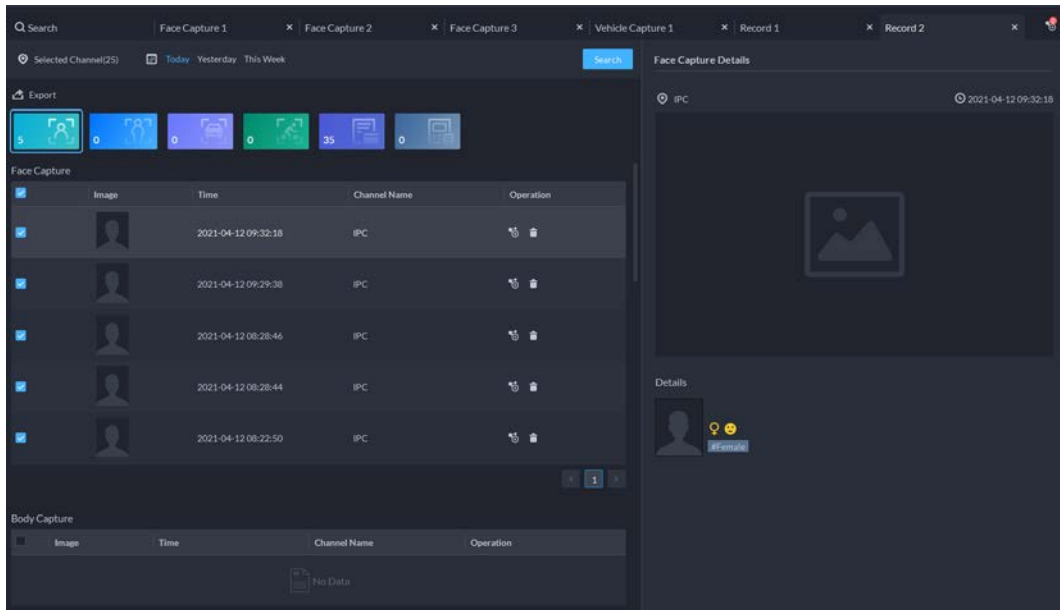 Search Face Capture 1 Face Capture 2 Face Capture 3 Vehicle Capture 1 Record 1 Record 2
Selected Channel(25) Today Yesterday This Week Search
Export
5 0 0 0 35 0
Face Capture
Image Time Channel Name Operation
2021-04-12 09:32:18 IPC
2021-04-12 09:29:38 IPC
2021-04-12 08:28:46 IPC
2021-04-12 08:28:44 IPC
2021-04-12 08:22:50 IPC
1
Body Capture
Image Time Channel Name Operation
No Data
Face Capture Details
IPC 2021-04-12 09:32:18
Details
#Female